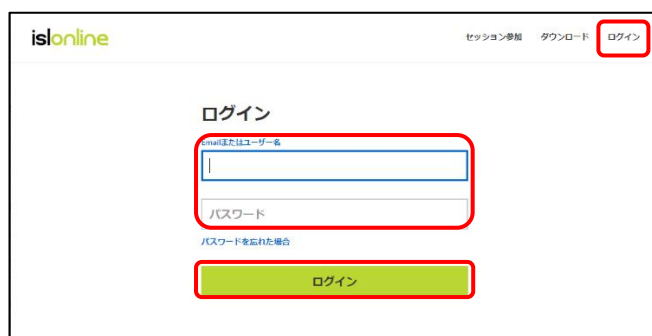 islonline
セッション参加 ダウンロード ログイン
ログイン
Emailまたはユーザー名
パスワード
パスワードを忘れた場合
ログイン